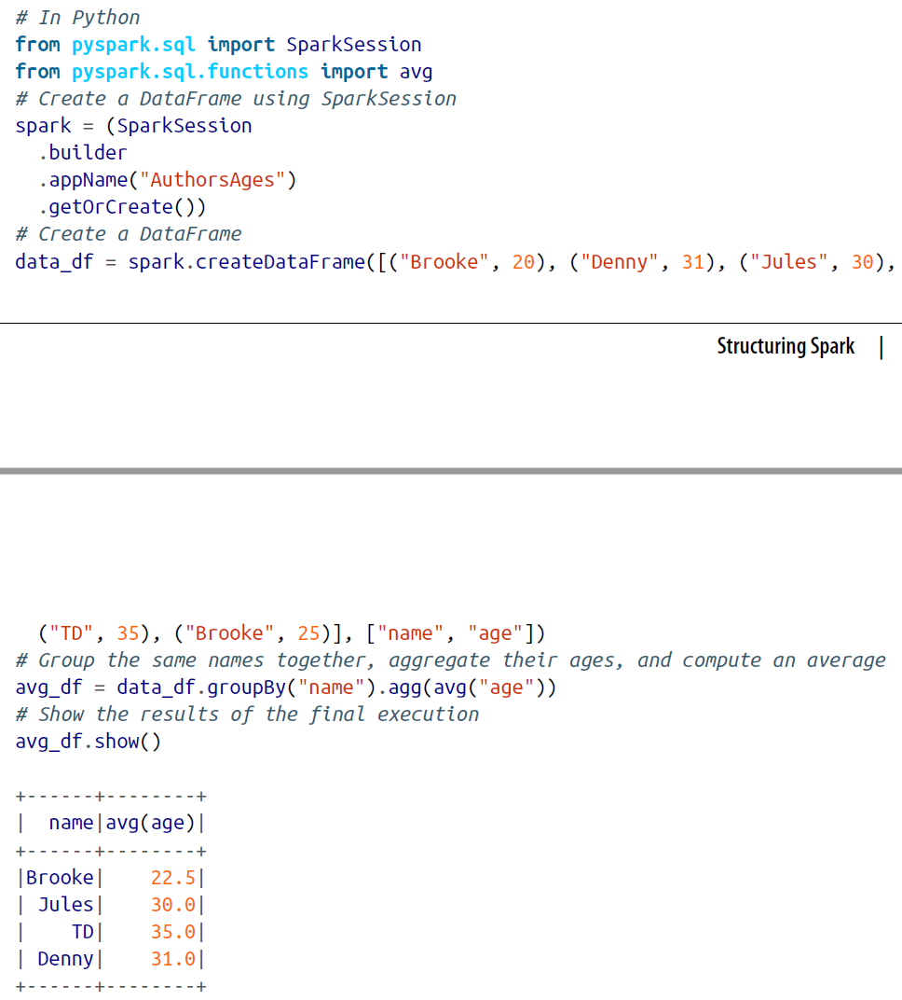 # In Python
from pyspark.sql import SparkSession
from pyspark.sql.functions import avg
# Create a DataFrame using SparkSession
spark = (SparkSession
  .builder
  .appName("AuthorsAges")
  .getOrCreate())
# Create a DataFrame
data_df = spark.createDataFrame([("Brooke", 20), ("Denny", 31), ("Jules", 30),
Structuring Spark |
  ("TD", 35), ("Brooke", 25)], ["name", "age"])
# Group the same names together, aggregate their ages, and compute an average
avg_df = data_df.groupBy("name").agg(avg("age"))
# Show the results of the final execution
avg_df.show()
+------+--------+
|  name|avg(age)|
+------+--------+
|Brooke|    22.5|
| Jules|    30.0|
|    TD|    35.0|
| Denny|    31.0|
+------+--------+